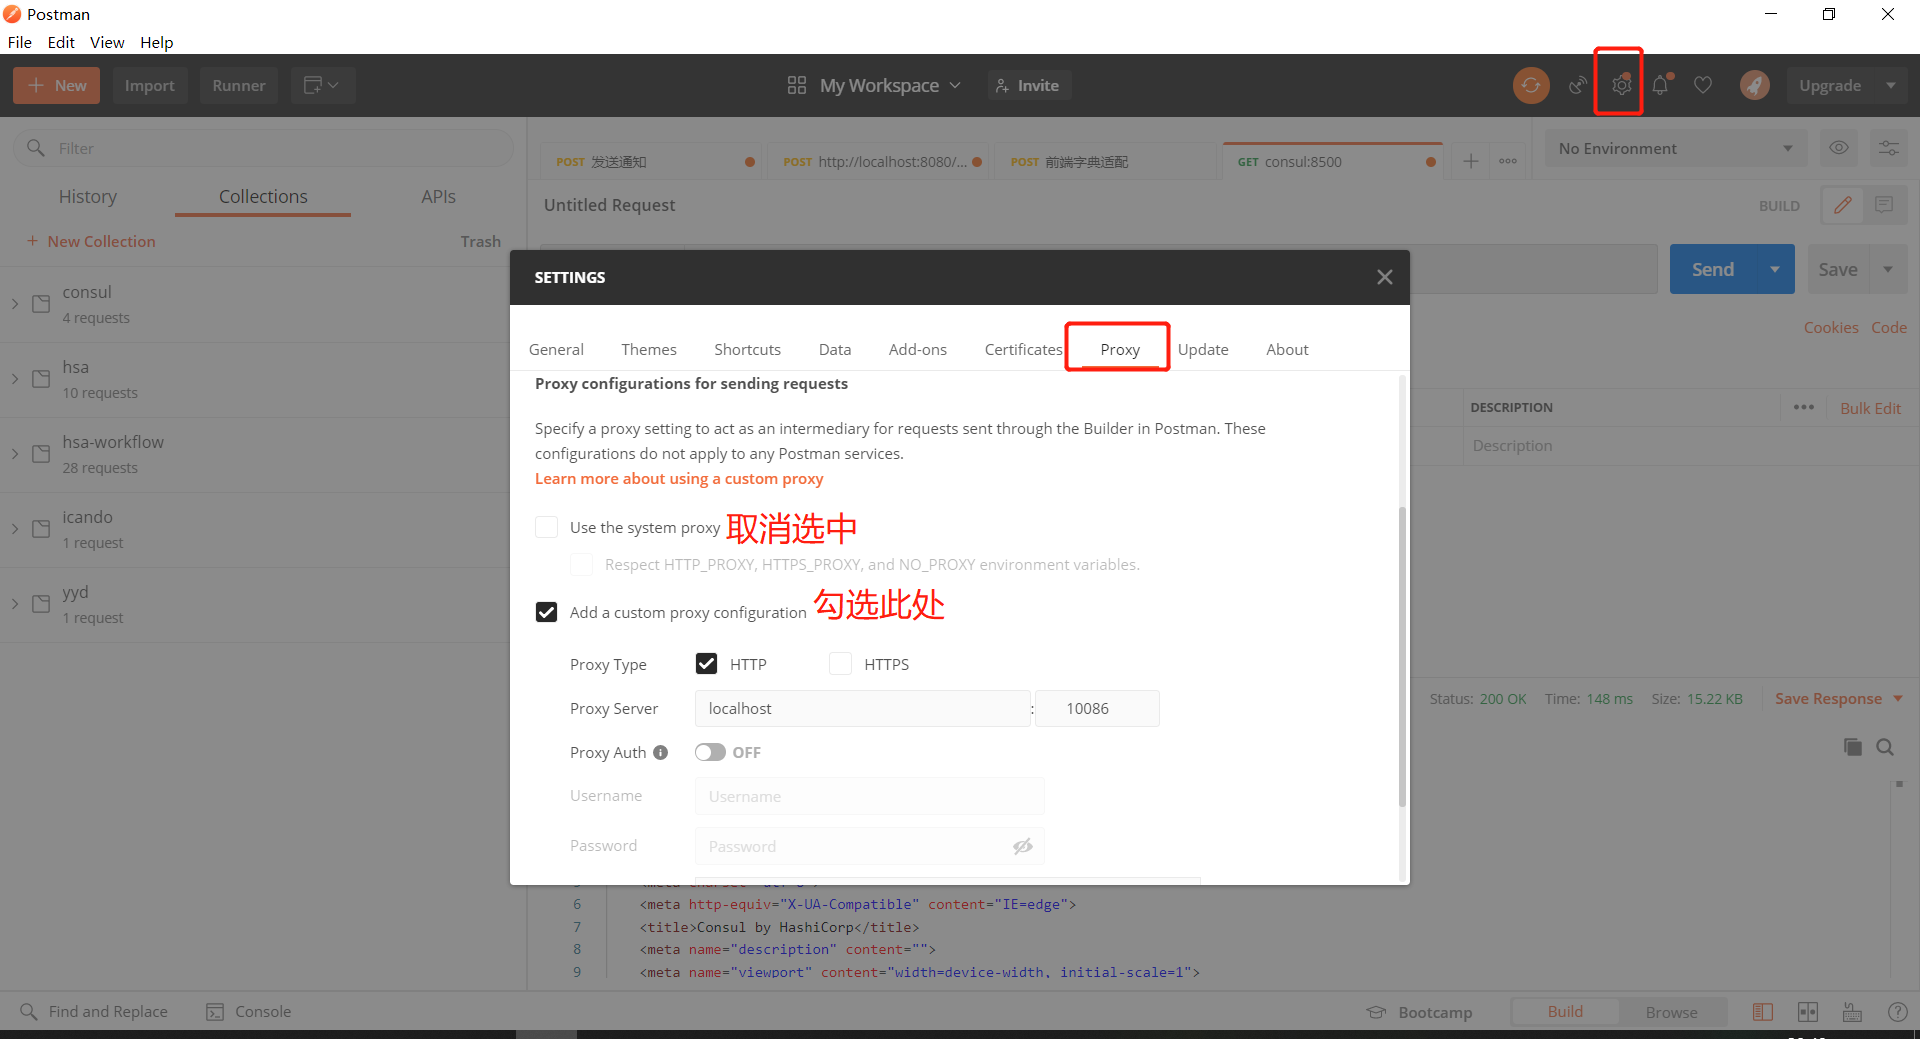 Postman
File Edit View Help
New Import Runner My Workspace Invite Upgrade
Filter
History Collections APIs
New Collection Trash
consul
4 requests
hsa
10 requests
hsa-workflow
28 requests
icando
1 request
yyd
1 request
POST 发送通知 POST http://localhost:8080/... POST 前端字典适配 GET consul:8500
No Environment
Untitled Request BUILD
Send Save
Cookies Code
DESCRIPTION Bulk Edit
Description
SETTINGS
General Themes Shortcuts Data Add-ons Certificates Proxy Update About
Proxy configurations for sending requests
Specify a proxy setting to act as an intermediary for requests sent through the Builder in Postman. These
configurations do not apply to any Postman services.
Learn more about using a custom proxy
Use the system proxy 取消选中
Respect HTTP_PROXY, HTTPS_PROXY, and NO_PROXY environment variables.
Add a custom proxy configuration 勾选此处
Proxy Type HTTP HTTPS
Proxy Server localhost : 10086
Proxy Auth OFF
Username Username
Password Password
Status: 200 OK Time: 148 ms Size: 15.22 KB Save Response
6 <meta http-equiv="X-UA-Compatible" content="IE=edge">
7 <title>Consul by HashiCorp</title>
8 <meta name="description" content="">
9 <meta name="viewport" content="width=device-width, initial-scale=1">
Find and Replace Console Bootcamp Build Browse